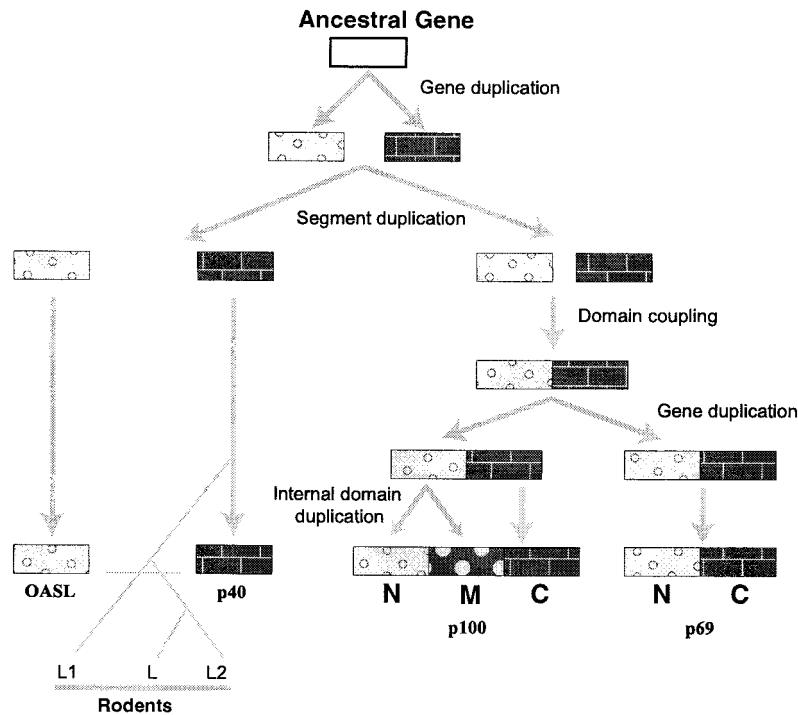 Ancestral Gene
Gene duplication
Segment duplication
Domain coupling
Gene duplication
Internal domain
duplication
OASL
p40
N M C
N C
p100
p69
L1 L L2
Rodents